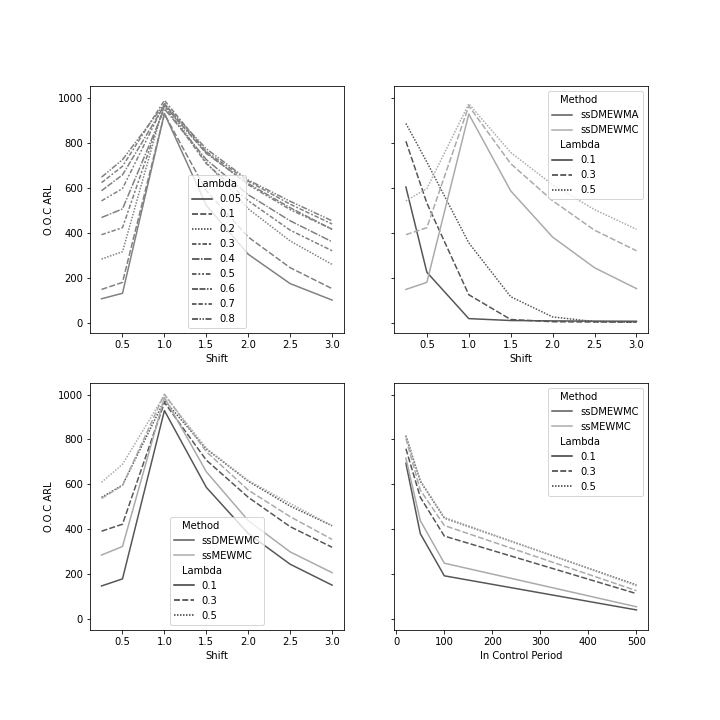 1000
800
600
400
200
0
O.O.C ARL
Lambda
0.05
0.1
0.2
0.3
0.4
0.5
0.6
0.7
0.8
0.5 1.0 1.5 2.0 2.5 3.0
Shift
Method
ssDMEWMA
ssDMEWMC
Lambda
0.1
0.3
0.5
0.5 1.0 1.5 2.0 2.5 3.0
Shift
1000
800
600
400
200
0
O.O.C ARL
Method
ssDMEWMC
ssMEWMC
Lambda
0.1
0.3
0.5
0.5 1.0 1.5 2.0 2.5 3.0
Shift
Method
ssDMEWMC
ssMEWMC
Lambda
0.1
0.3
0.5
0 100 200 300 400 500
In Control Period